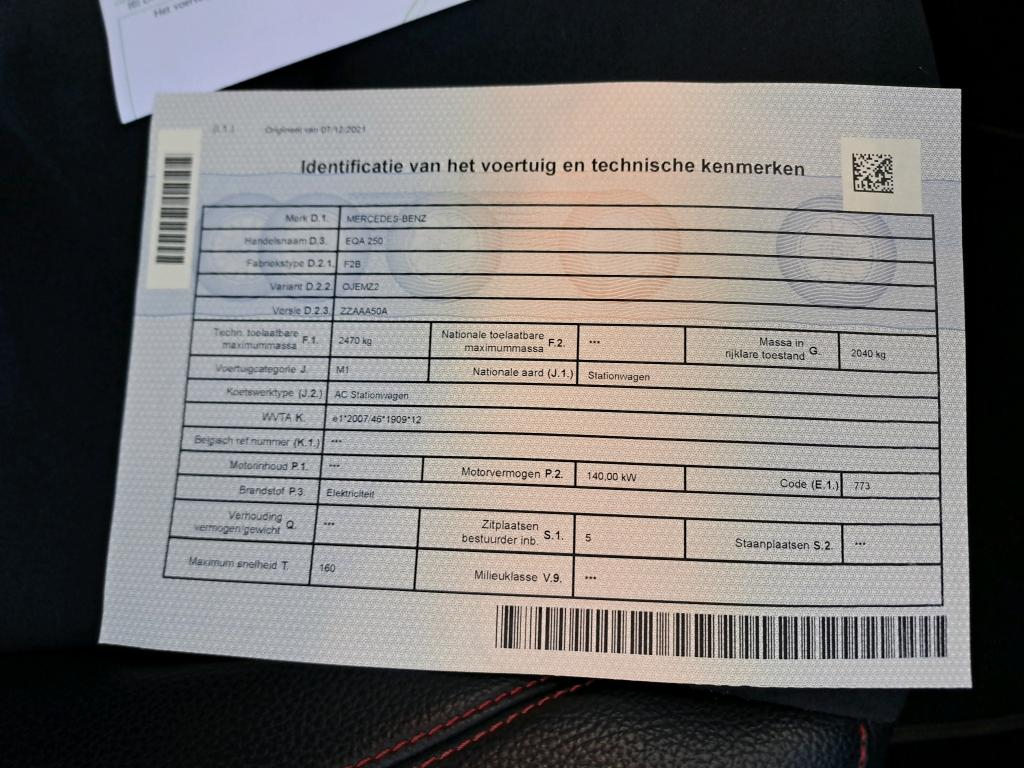 Het voertu
(I.1.) Origineel van 07/12/2021
Identificatie van het voertuig en technische kenmerken
Merk D.1. MERCEDES-BENZ
Handelsnaam D.3. EQA 250
Fabriekstype D.2.1. F2B
Variant D.2.2. OJEMZ2
Versie D.2.3. ZZAAA50A
Techn. toelaatbare maximummassa F.1. 2470 kg Nationale toelaatbare maximummassa F.2. *** Massa in rijklare toestand G. 2040 kg
Voertuigcategorie J. M1 Nationale aard (J.1.) Stationwagen
Koetswerktype (J.2.) AC Stationwagen
WVTA K. e1*2007/46*1909*12
Belgisch ref.nummer (K.1.) ***
Motorinhoud P.1. *** Motorvermogen P.2. 140,00 kW Code (E.1.) 773
Brandstof P.3. Elektriciteit
Verhouding vermogen/gewicht Q. *** Zitplaatsen bestuurder inb. S.1. 5 Staanplaatsen S.2. ***
Maximum snelheid T. 160 Milieuklasse V.9. ***